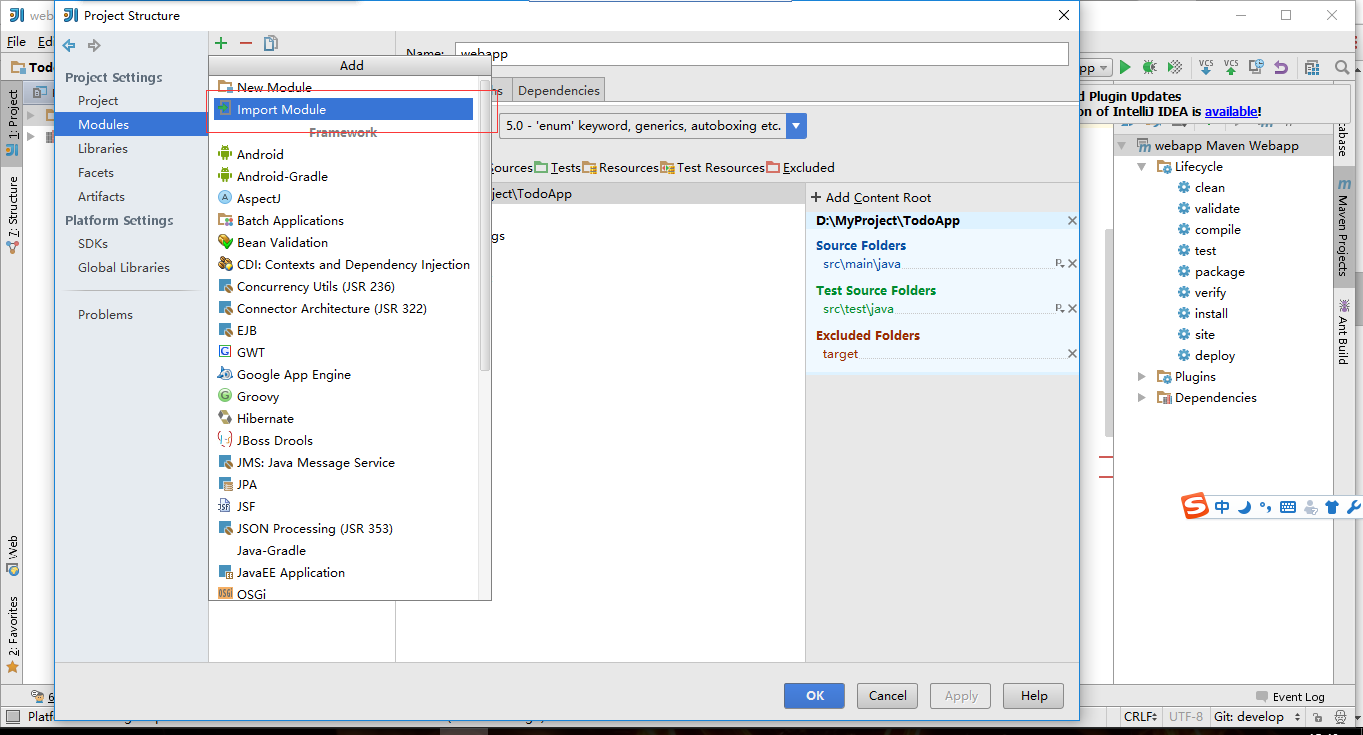 web
Project Structure
File Ed
Tod
Project Settings
Project
Modules
Libraries
Facets
Artifacts
Platform Settings
SDKs
Global Libraries
Problems
Add
New Module
Import Module
Framework
Android
Android-Gradle
AspectJ
Batch Applications
Bean Validation
CDI: Contexts and Dependency Injection
Concurrency Utils (JSR 236)
Connector Architecture (JSR 322)
EJB
GWT
Google App Engine
Groovy
Hibernate
JBoss Drools
JMS: Java Message Service
JPA
JSF
JSON Processing (JSR 353)
Java-Gradle
JavaEE Application
OSGi
Name: webapp
Dependencies
5.0 - 'enum' keyword, generics, autoboxing etc.
Sources Tests Resources Test Resources Excluded
ject\TodoApp
gs
Add Content Root
D:\MyProject\TodoApp
Source Folders
src\main\java
Test Source Folders
src\test\java
Excluded Folders
target
OK Cancel Apply Help
pp
VCS VCS
d Plugin Updates
on of IntelliJ IDEA is available!
webapp Maven Webapp
Lifecycle
clean
validate
compile
test
package
verify
install
site
deploy
Plugins
Dependencies
1: Project
7: Structure
Web
2: Favorites
abase
Maven Projects
Ant Build
中
6
Event Log
Platf
CRLF UTF-8 Git: develop